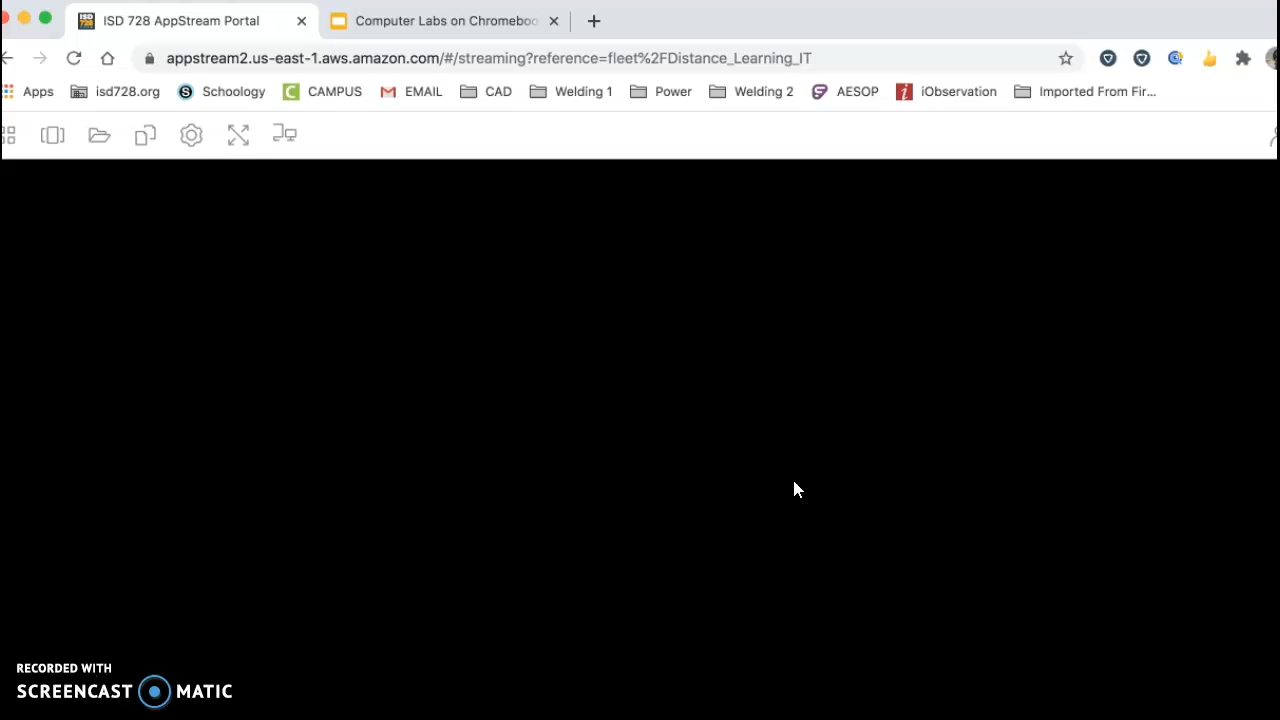 ISD 728 AppStream Portal
Computer Labs on Chromeboo
appstream2.us-east-1.aws.amazon.com/#/streaming?reference=fleet%2FDistance_Learning_IT
Apps isd728.org Schoology CAMPUS EMAIL CAD Welding 1 Power Welding 2 AESOP iObservation Imported From Fir...
RECORDED WITH
SCREENCAST MATIC